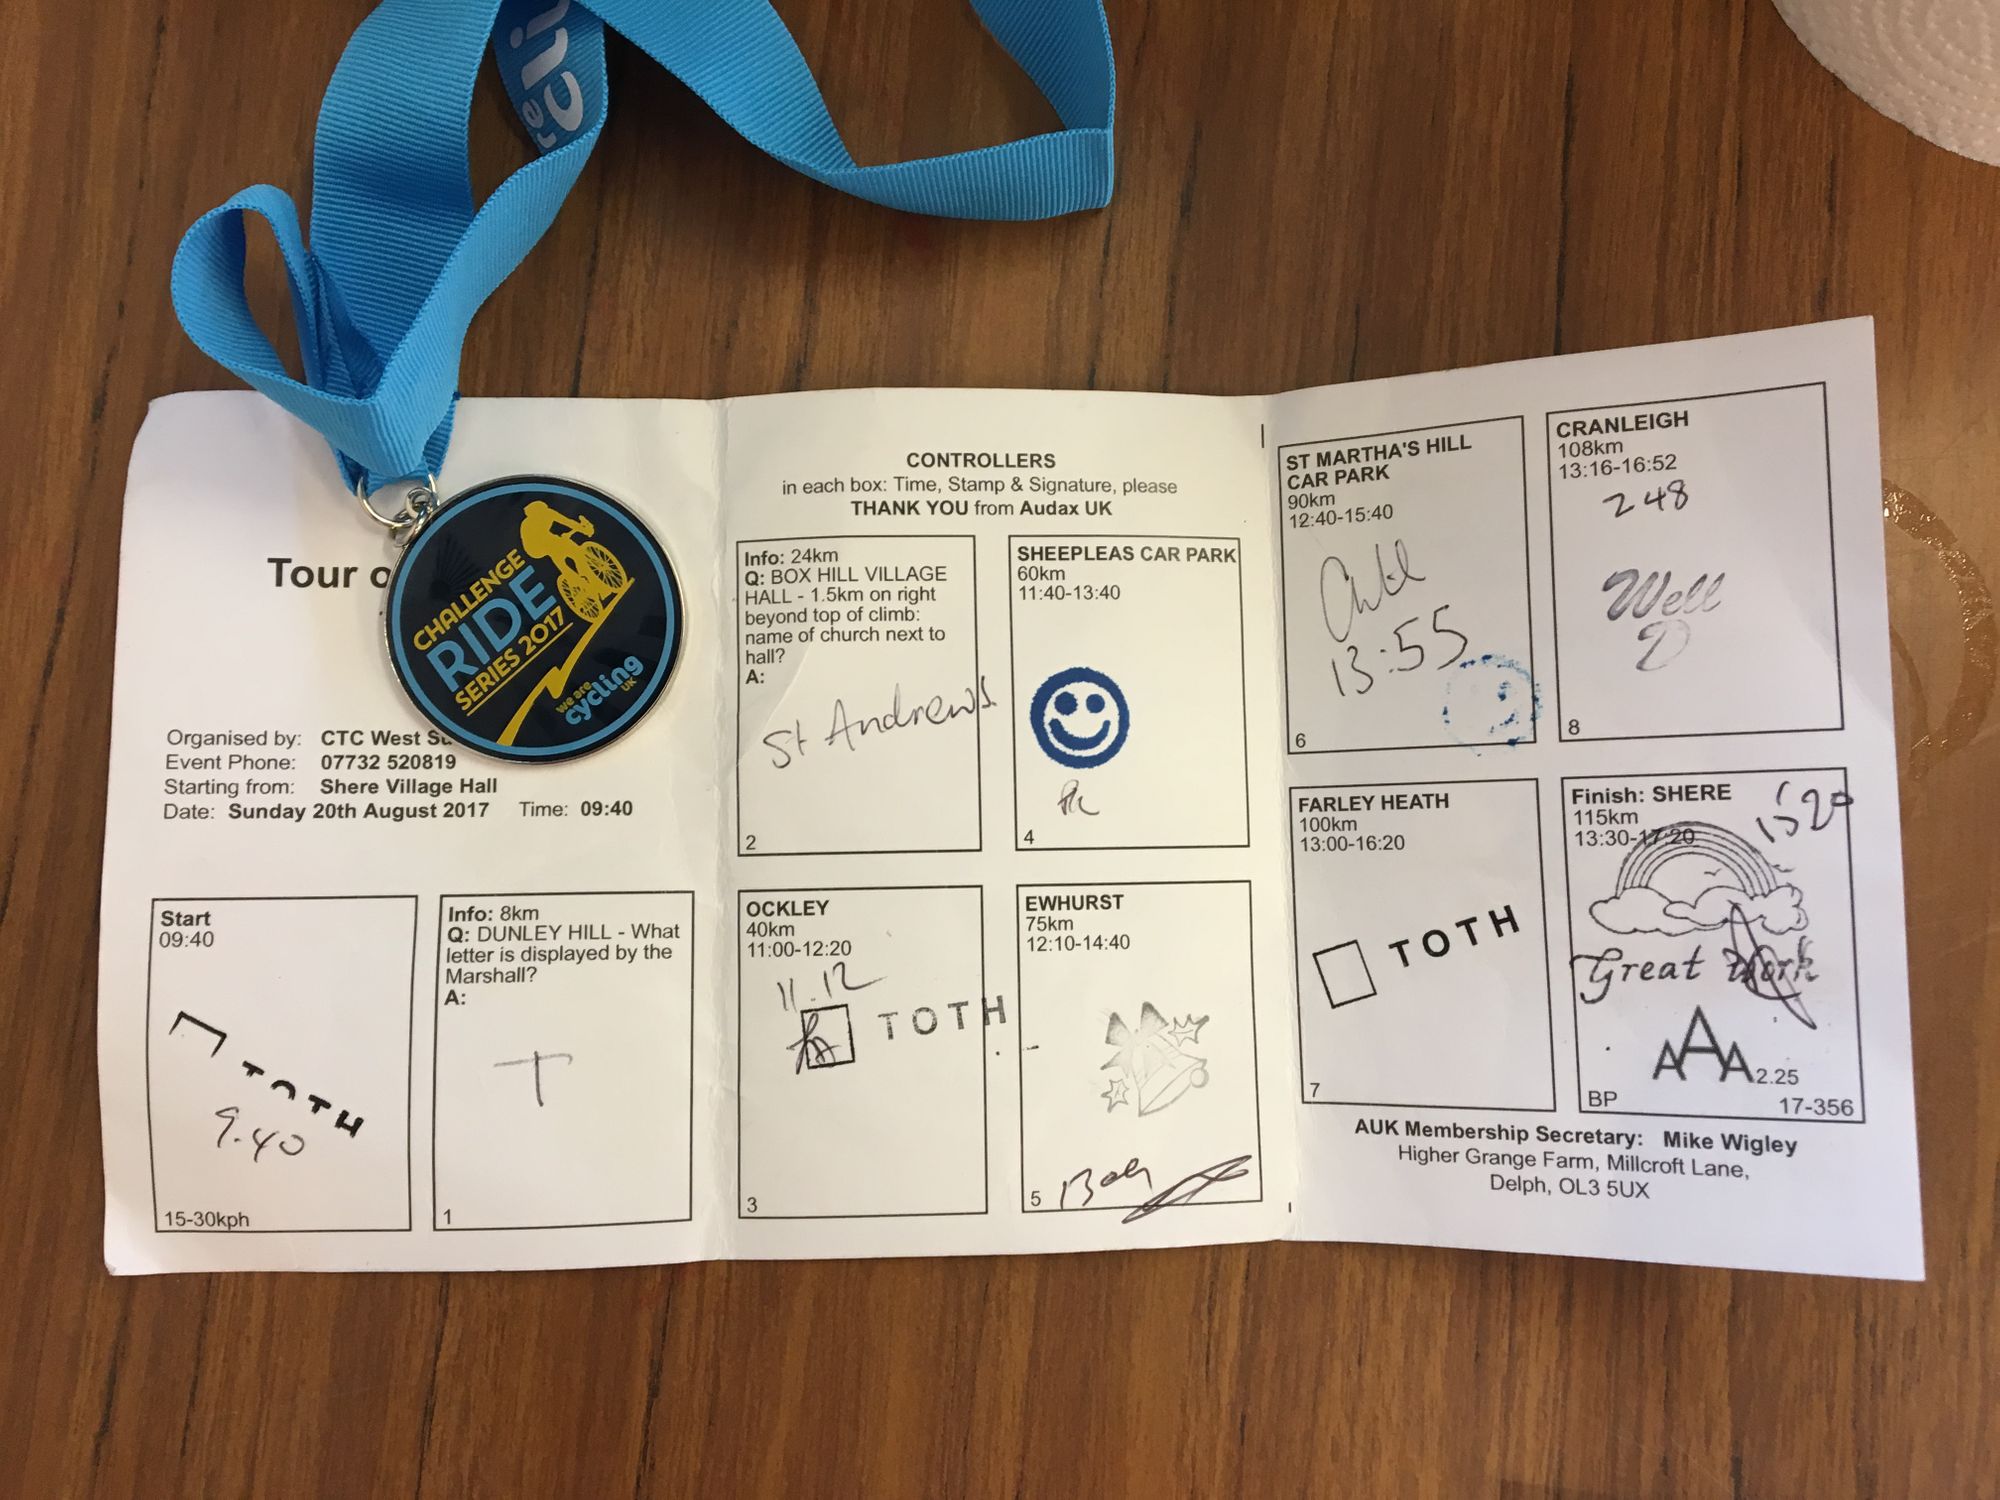 re
cli
CHALLENGE
RIDE
SERIES 2017
we are
cycling
UK
Tour o
Organised by: CTC West Su
Event Phone: 07732 520819
Starting from: Shere Village Hall
Date: Sunday 20th August 2017 Time: 09:40
Start
09:40
TOTH
9.40
15-30kph
Info: 8km
Q: DUNLEY HILL - What
letter is displayed by the
Marshall?
A:
T
1
CONTROLLERS
in each box: Time, Stamp & Signature, please
THANK YOU from Audax UK
Info: 24km
Q: BOX HILL VILLAGE
HALL - 1.5km on right
beyond top of climb:
name of church next to
hall?
A:
St Andrews
2
SHEEPLEAS CAR PARK
60km
11:40-13:40
4
OCKLEY
40km
11:00-12:20
11.12
TOTH
3
EWHURST
75km
12:10-14:40
5
ST MARTHA'S HILL
CAR PARK
90km
12:40-15:40
13:55
6
CRANLEIGH
108km
13:16-16:52
248
Well
D
8
FARLEY HEATH
100km
13:00-16:20
TOTH
7
Finish: SHERE
115km
13:30-17:20
15'20
Great Work
AAA 2.25
BP 17-356
AUK Membership Secretary: Mike Wigley
Higher Grange Farm, Millcroft Lane,
Delph, OL3 5UX